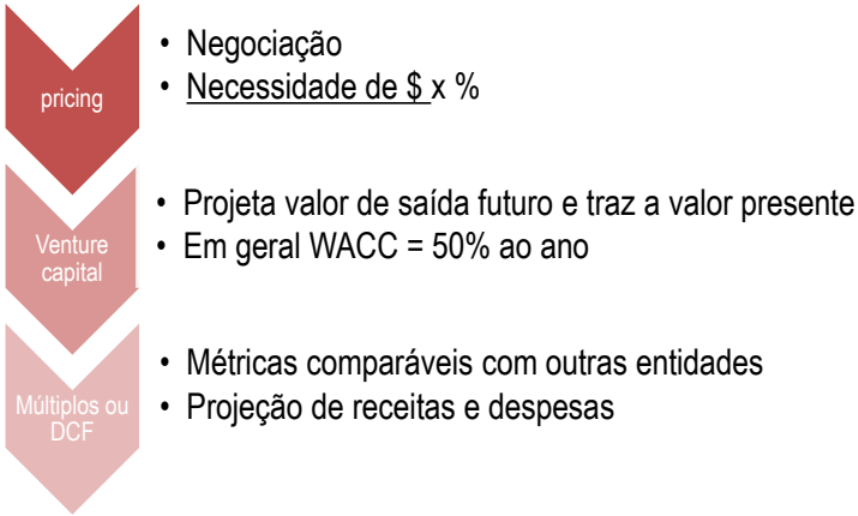 pricing
• Negociação
• Necessidade de $ x %
Venture
capital
• Projeta valor de saída futuro e traz a valor presente
• Em geral WACC = 50% ao ano
Múltiplos ou
DCF
• Métricas comparáveis com outras entidades
• Projeção de receitas e despesas